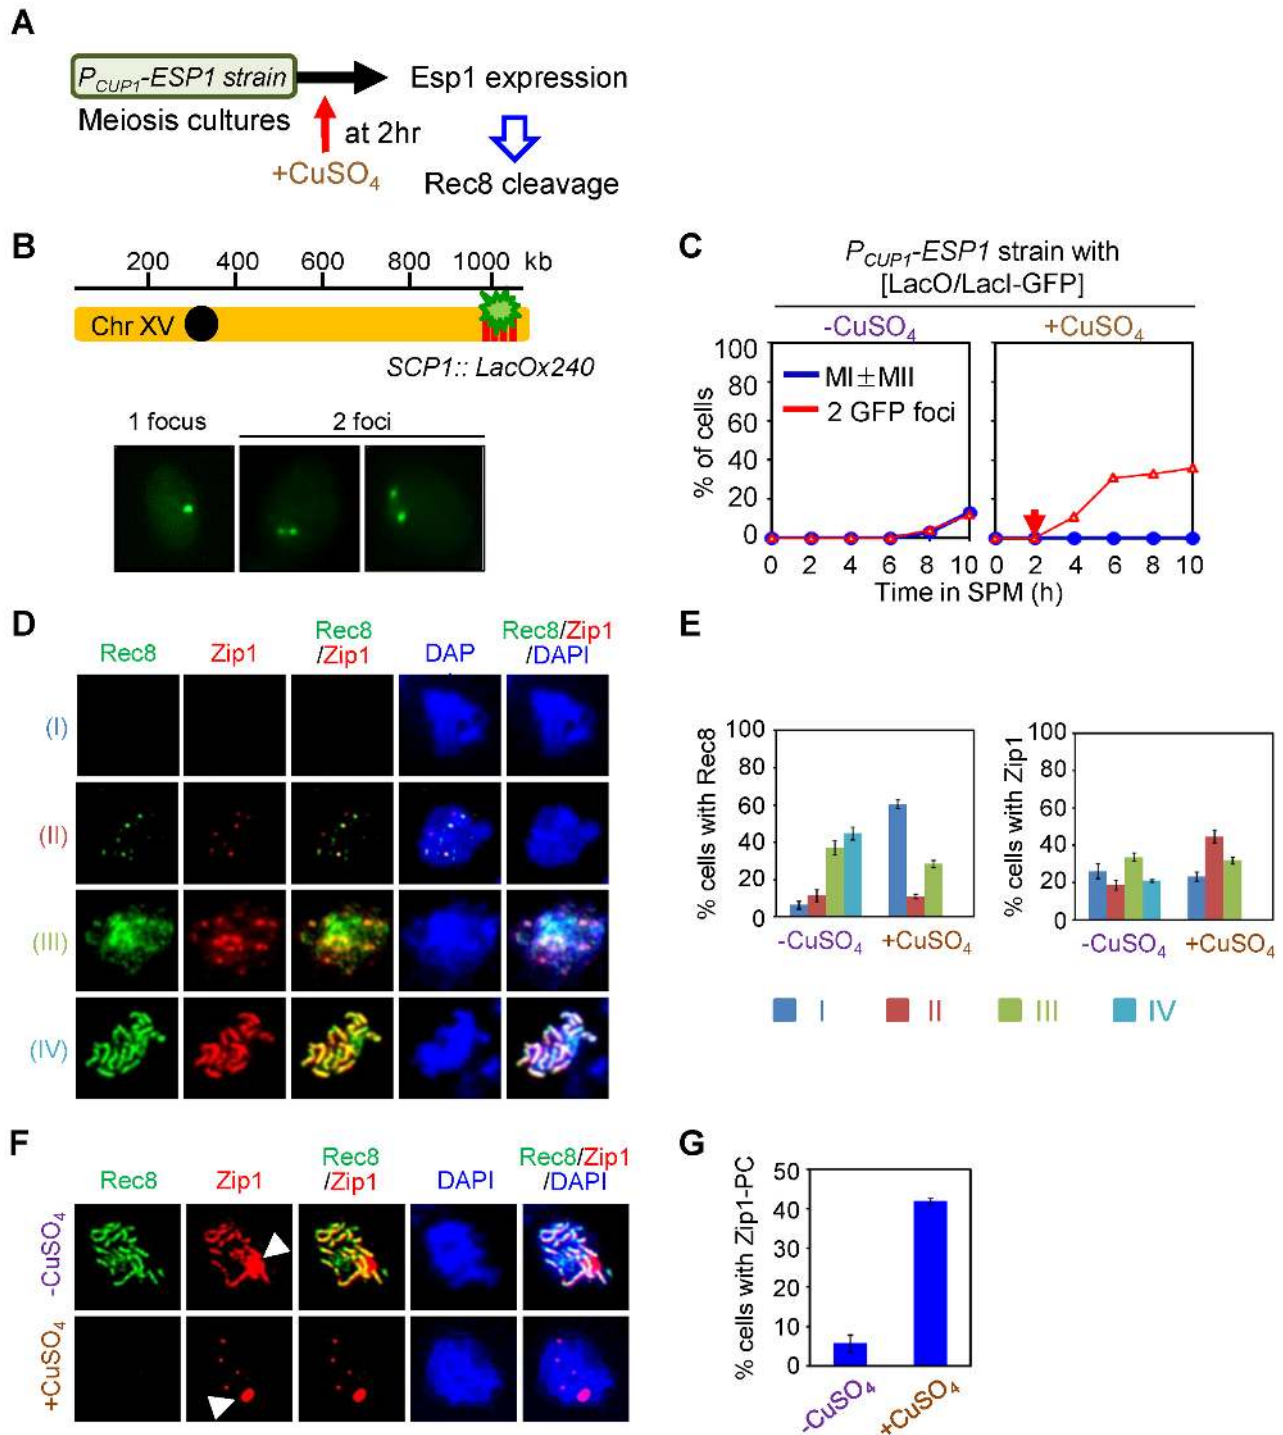 A
P_CUP1-ESP1 strain
Esp1 expression
Meiosis cultures
at 2hr
+CuSO₄
Rec8 cleavage
B
200 400 600 800 1000 kb
Chr XV
SCP1:: LacOx240
1 focus 2 foci
C
P_CUP1-ESP1 strain with
[LacO/LacI-GFP]
-CuSO₄ +CuSO₄
% of cells
100
80
60
40
20
0
MI±MII
2 GFP foci
0 2 4 6 8 10 0 2 4 6 8 10
Time in SPM (h)
D
Rec8 Zip1 Rec8 DAP Rec8/Zip1
/Zip1 /DAPI
(I)
(II)
(III)
(IV)
E
% cells with Rec8
100
80
60
40
20
0
-CuSO₄ +CuSO₄
% cells with Zip1
100
80
60
40
20
0
-CuSO₄ +CuSO₄
I II III IV
F
Rec8 Zip1 Rec8 DAPI Rec8/Zip1
/Zip1 /DAPI
-CuSO₄
+CuSO₄
G
% cells with Zip1-PC
50
40
30
20
10
0
-CuSO₄ +CuSO₄